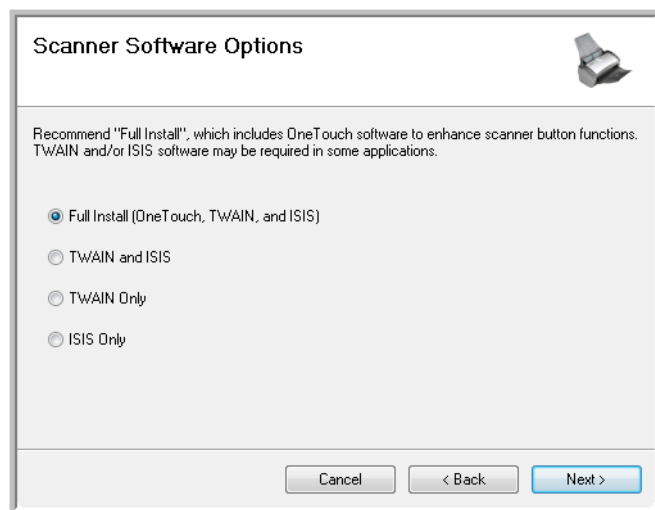 Scanner Software Options
Recommend "Full Install", which includes OneTouch software to enhance scanner button functions.
TWAIN and/or ISIS software may be required in some applications.
Full Install (OneTouch, TWAIN, and ISIS)
TWAIN and ISIS
TWAIN Only
ISIS Only
Cancel
< Back
Next >